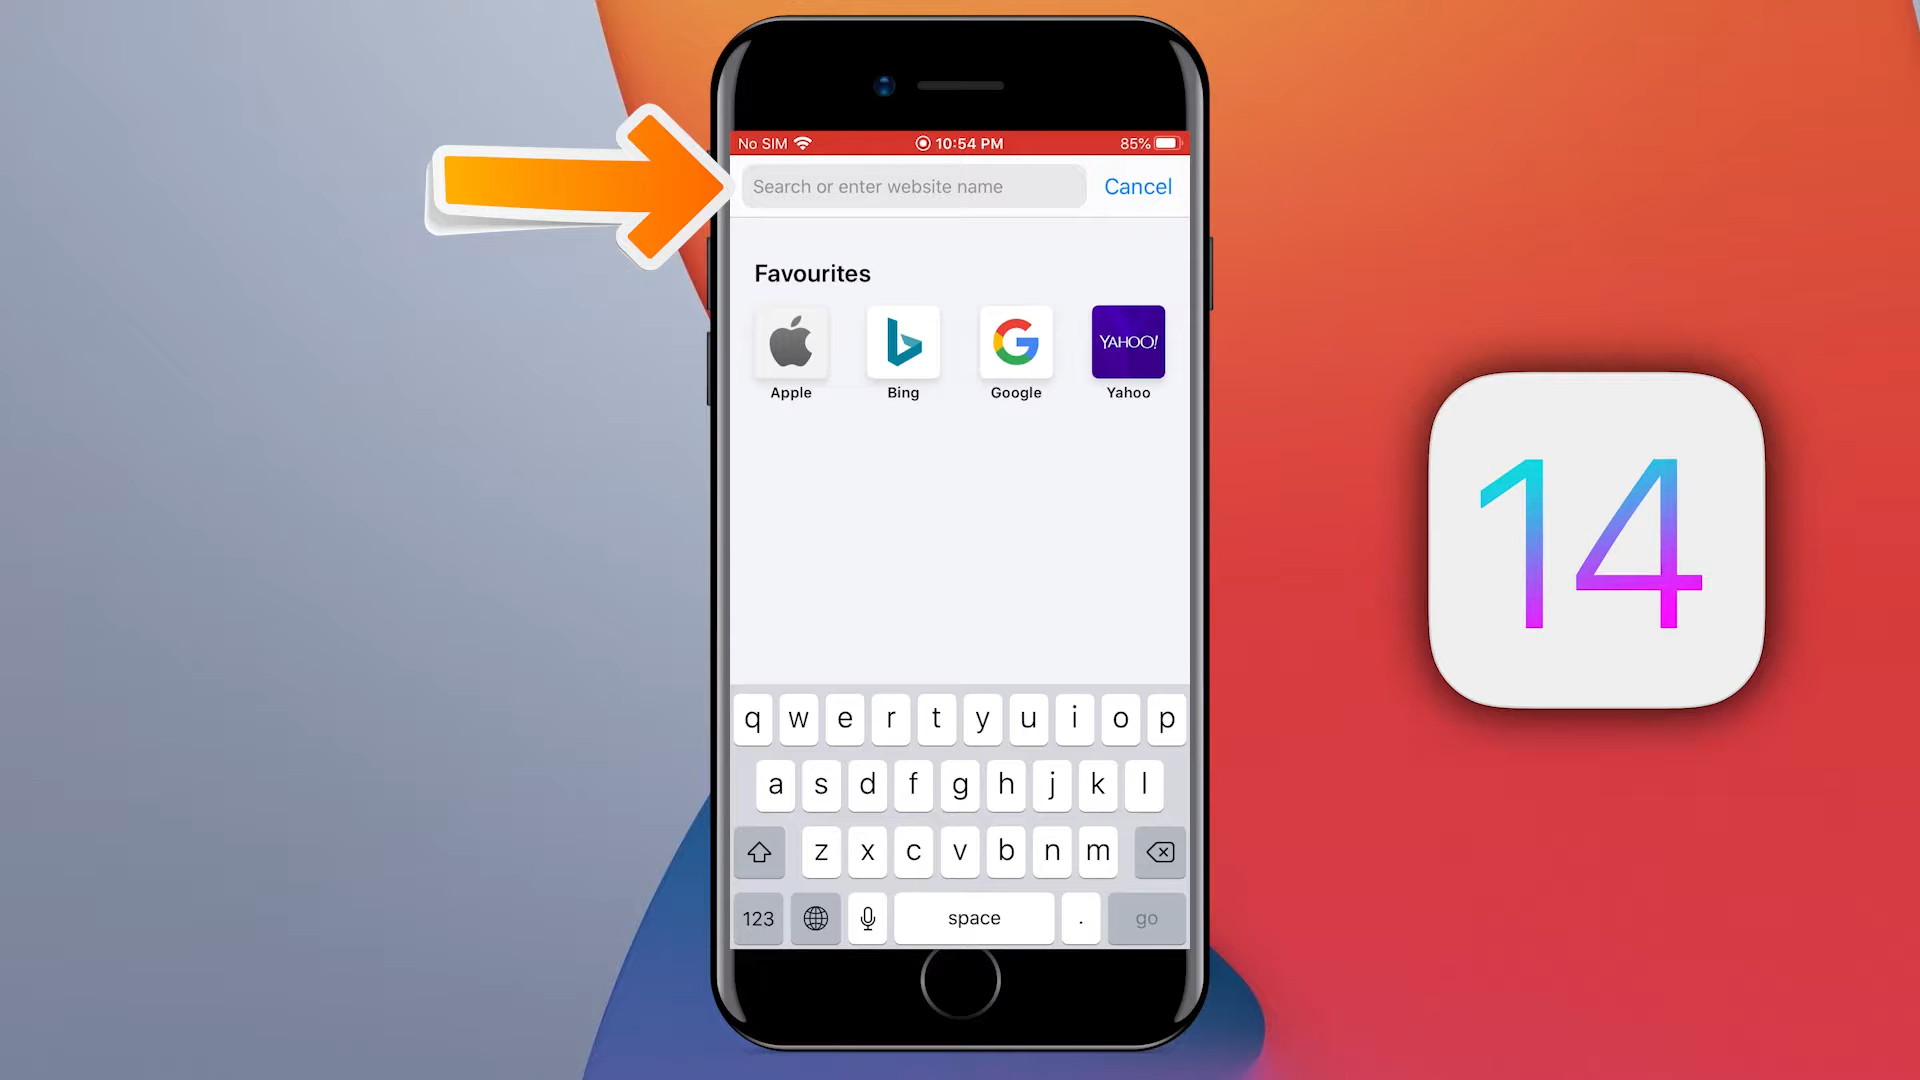 No SIM 10:54 PM 85%
Search or enter website name Cancel
Favourites
YAHOO!
Apple Bing Google Yahoo
14
q w e r t y u i o p
a s d f g h j k l
z x c v b n m
123 space . go